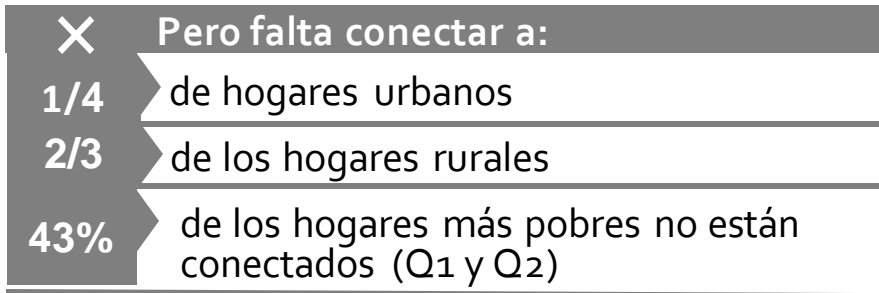 × Pero falta conectar a:
1/4 de hogares urbanos
2/3 de los hogares rurales
43% de los hogares más pobres no están
conectados (Q1 y Q2)